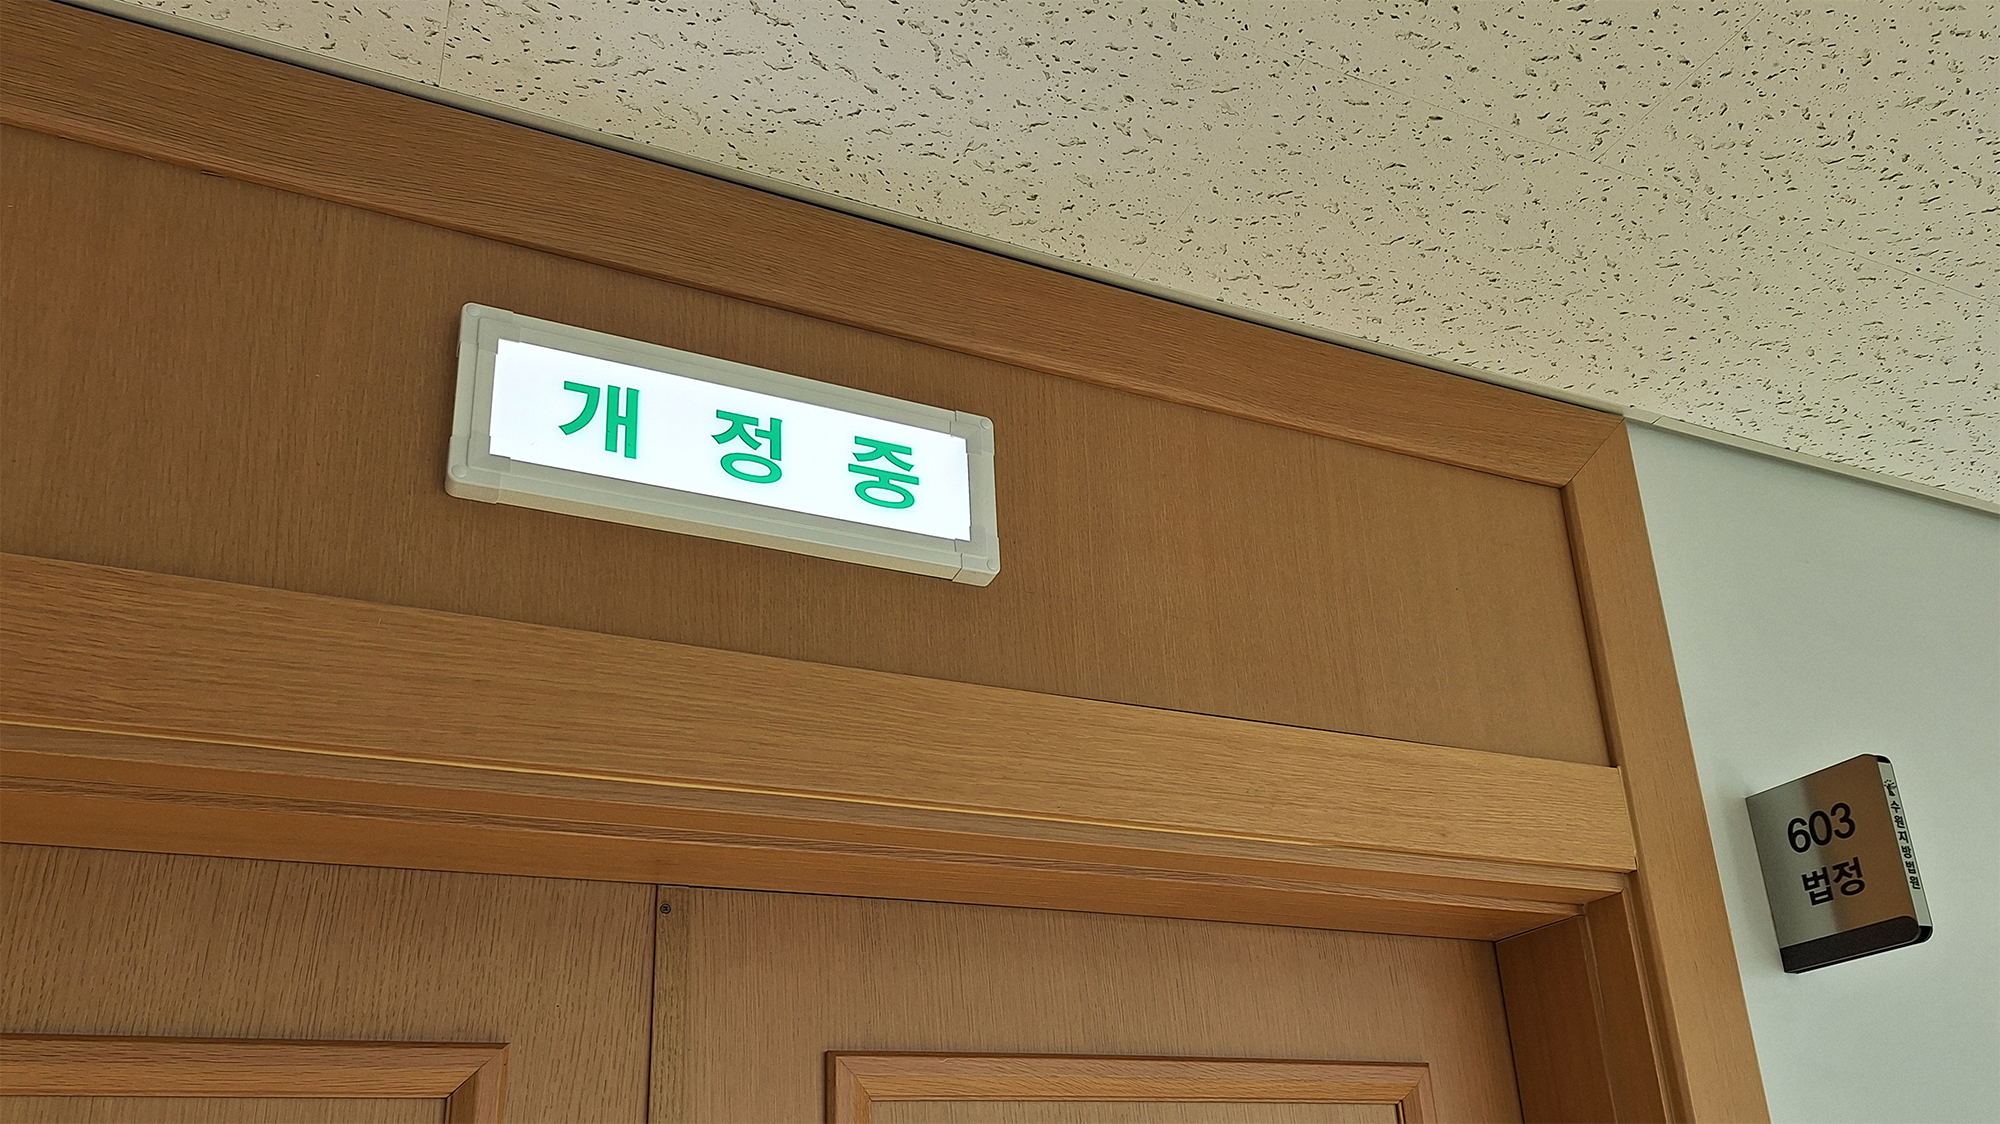 개 정 중
603
법정
수원지방법원